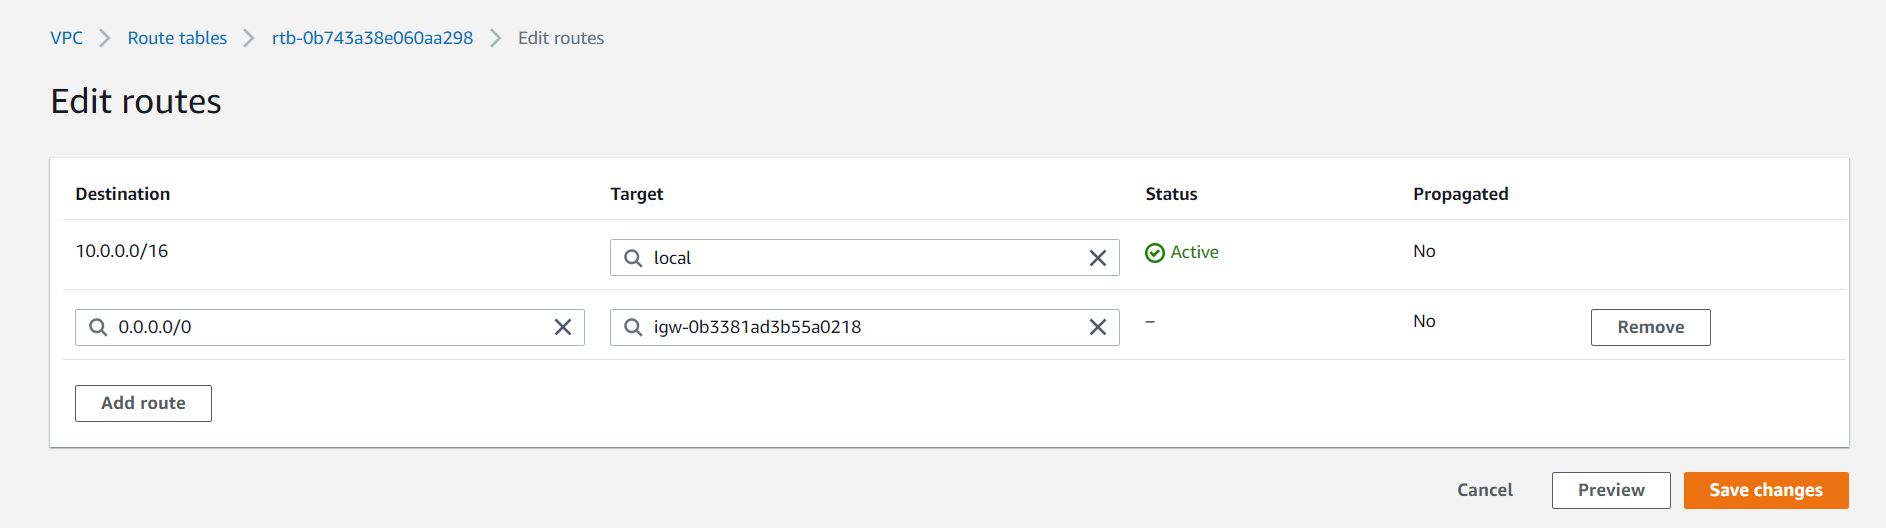 VPC > Route tables > rtb-0b743a38e060aa298 > Edit routes
Edit routes
Destination Target Status Propagated
10.0.0.0/16 local Active No
0.0.0.0/0 igw-0b3381ad3b55a0218 – No Remove
Add route
Cancel Preview Save changes